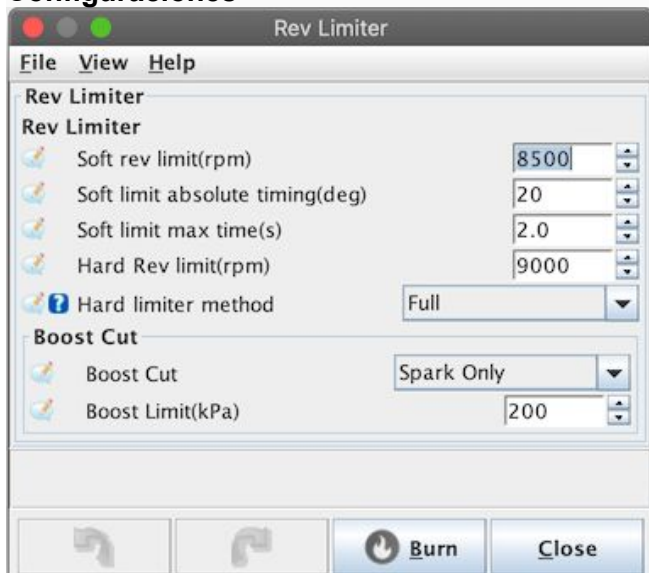 Configuraciones
Rev Limiter
File View Help
Rev Limiter
Rev Limiter
Soft rev limit(rpm) 8500
Soft limit absolute timing(deg) 20
Soft limit max time(s) 2.0
Hard Rev limit(rpm) 9000
? Hard limiter method Full
Boost Cut
Boost Cut Spark Only
Boost Limit(kPa) 200
Burn Close